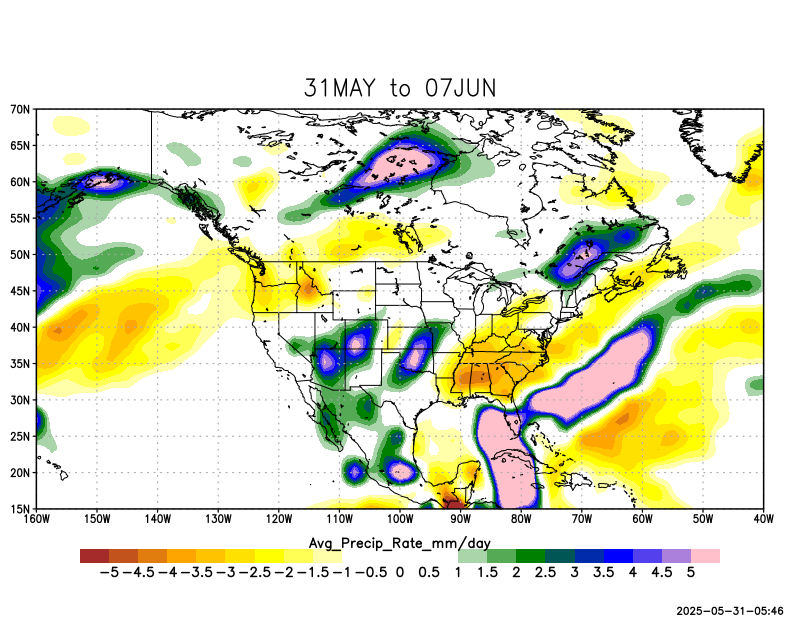 31MAY to 07JUN
70N
65N
60N
55N
50N
45N
40N
35N
30N
25N
20N
15N
160W 150W 140W 130W 120W 110W 100W 90W 80W 70W 60W 50W 40W
Avg_Precip_Rate_mm/day
-5 -4.5 -4 -3.5 -3 -2.5 -2 -1.5 -1 -0.5 0 0.5 1 1.5 2 2.5 3 3.5 4 4.5 5
2025-05-31-05:46